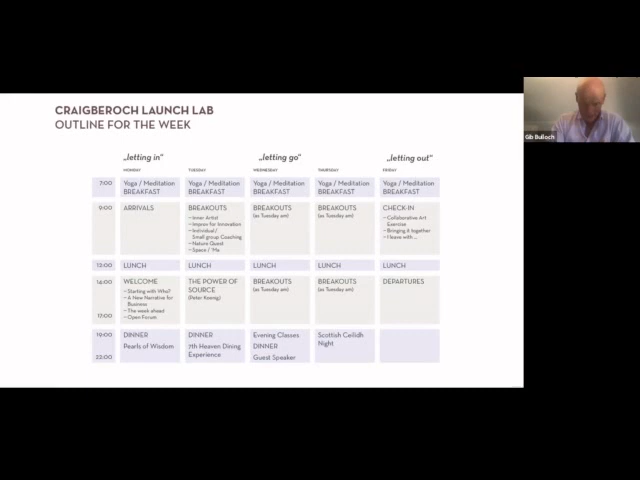 CRAIGBEROCH LAUNCH LAB
OUTLINE FOR THE WEEK
Gib Bulloch
„letting in“ „letting go“ „letting out“
MONDAY TUESDAY WEDNESDAY THURSDAY FRIDAY
7:00
Yoga / Meditation
BREAKFAST
Yoga / Meditation
BREAKFAST
Yoga / Meditation
BREAKFAST
Yoga / Meditation
BREAKFAST
Yoga / Meditation
BREAKFAST
9:00
ARRIVALS
BREAKOUTS
– Inner Artist
– Improv for Innovation
– Individual /
Small group Coaching
– Nature Quest
– Space / 'Me
BREAKOUTS
(as Tuesday am)
BREAKOUTS
(as Tuesday am)
CHECK-IN
– Collaborative Art
Exercise
– Bringing it together
– I leave with ...
13:00
LUNCH
LUNCH
LUNCH
LUNCH
LUNCH
14:00
WELCOME
– Starting with Who?
– A New Narrative for
Business
– The week ahead
– Open Forum
17:00
THE POWER OF
SOURCE
(Peter Koenig)
BREAKOUTS
(as Tuesday am)
BREAKOUTS
(as Tuesday am)
DEPARTURES
19:00
DINNER
Pearls of Wisdom
22:00
DINNER
7th Heaven Dining
Experience
Evening Classes
DINNER
Guest Speaker
Scottish Ceilidh
Night